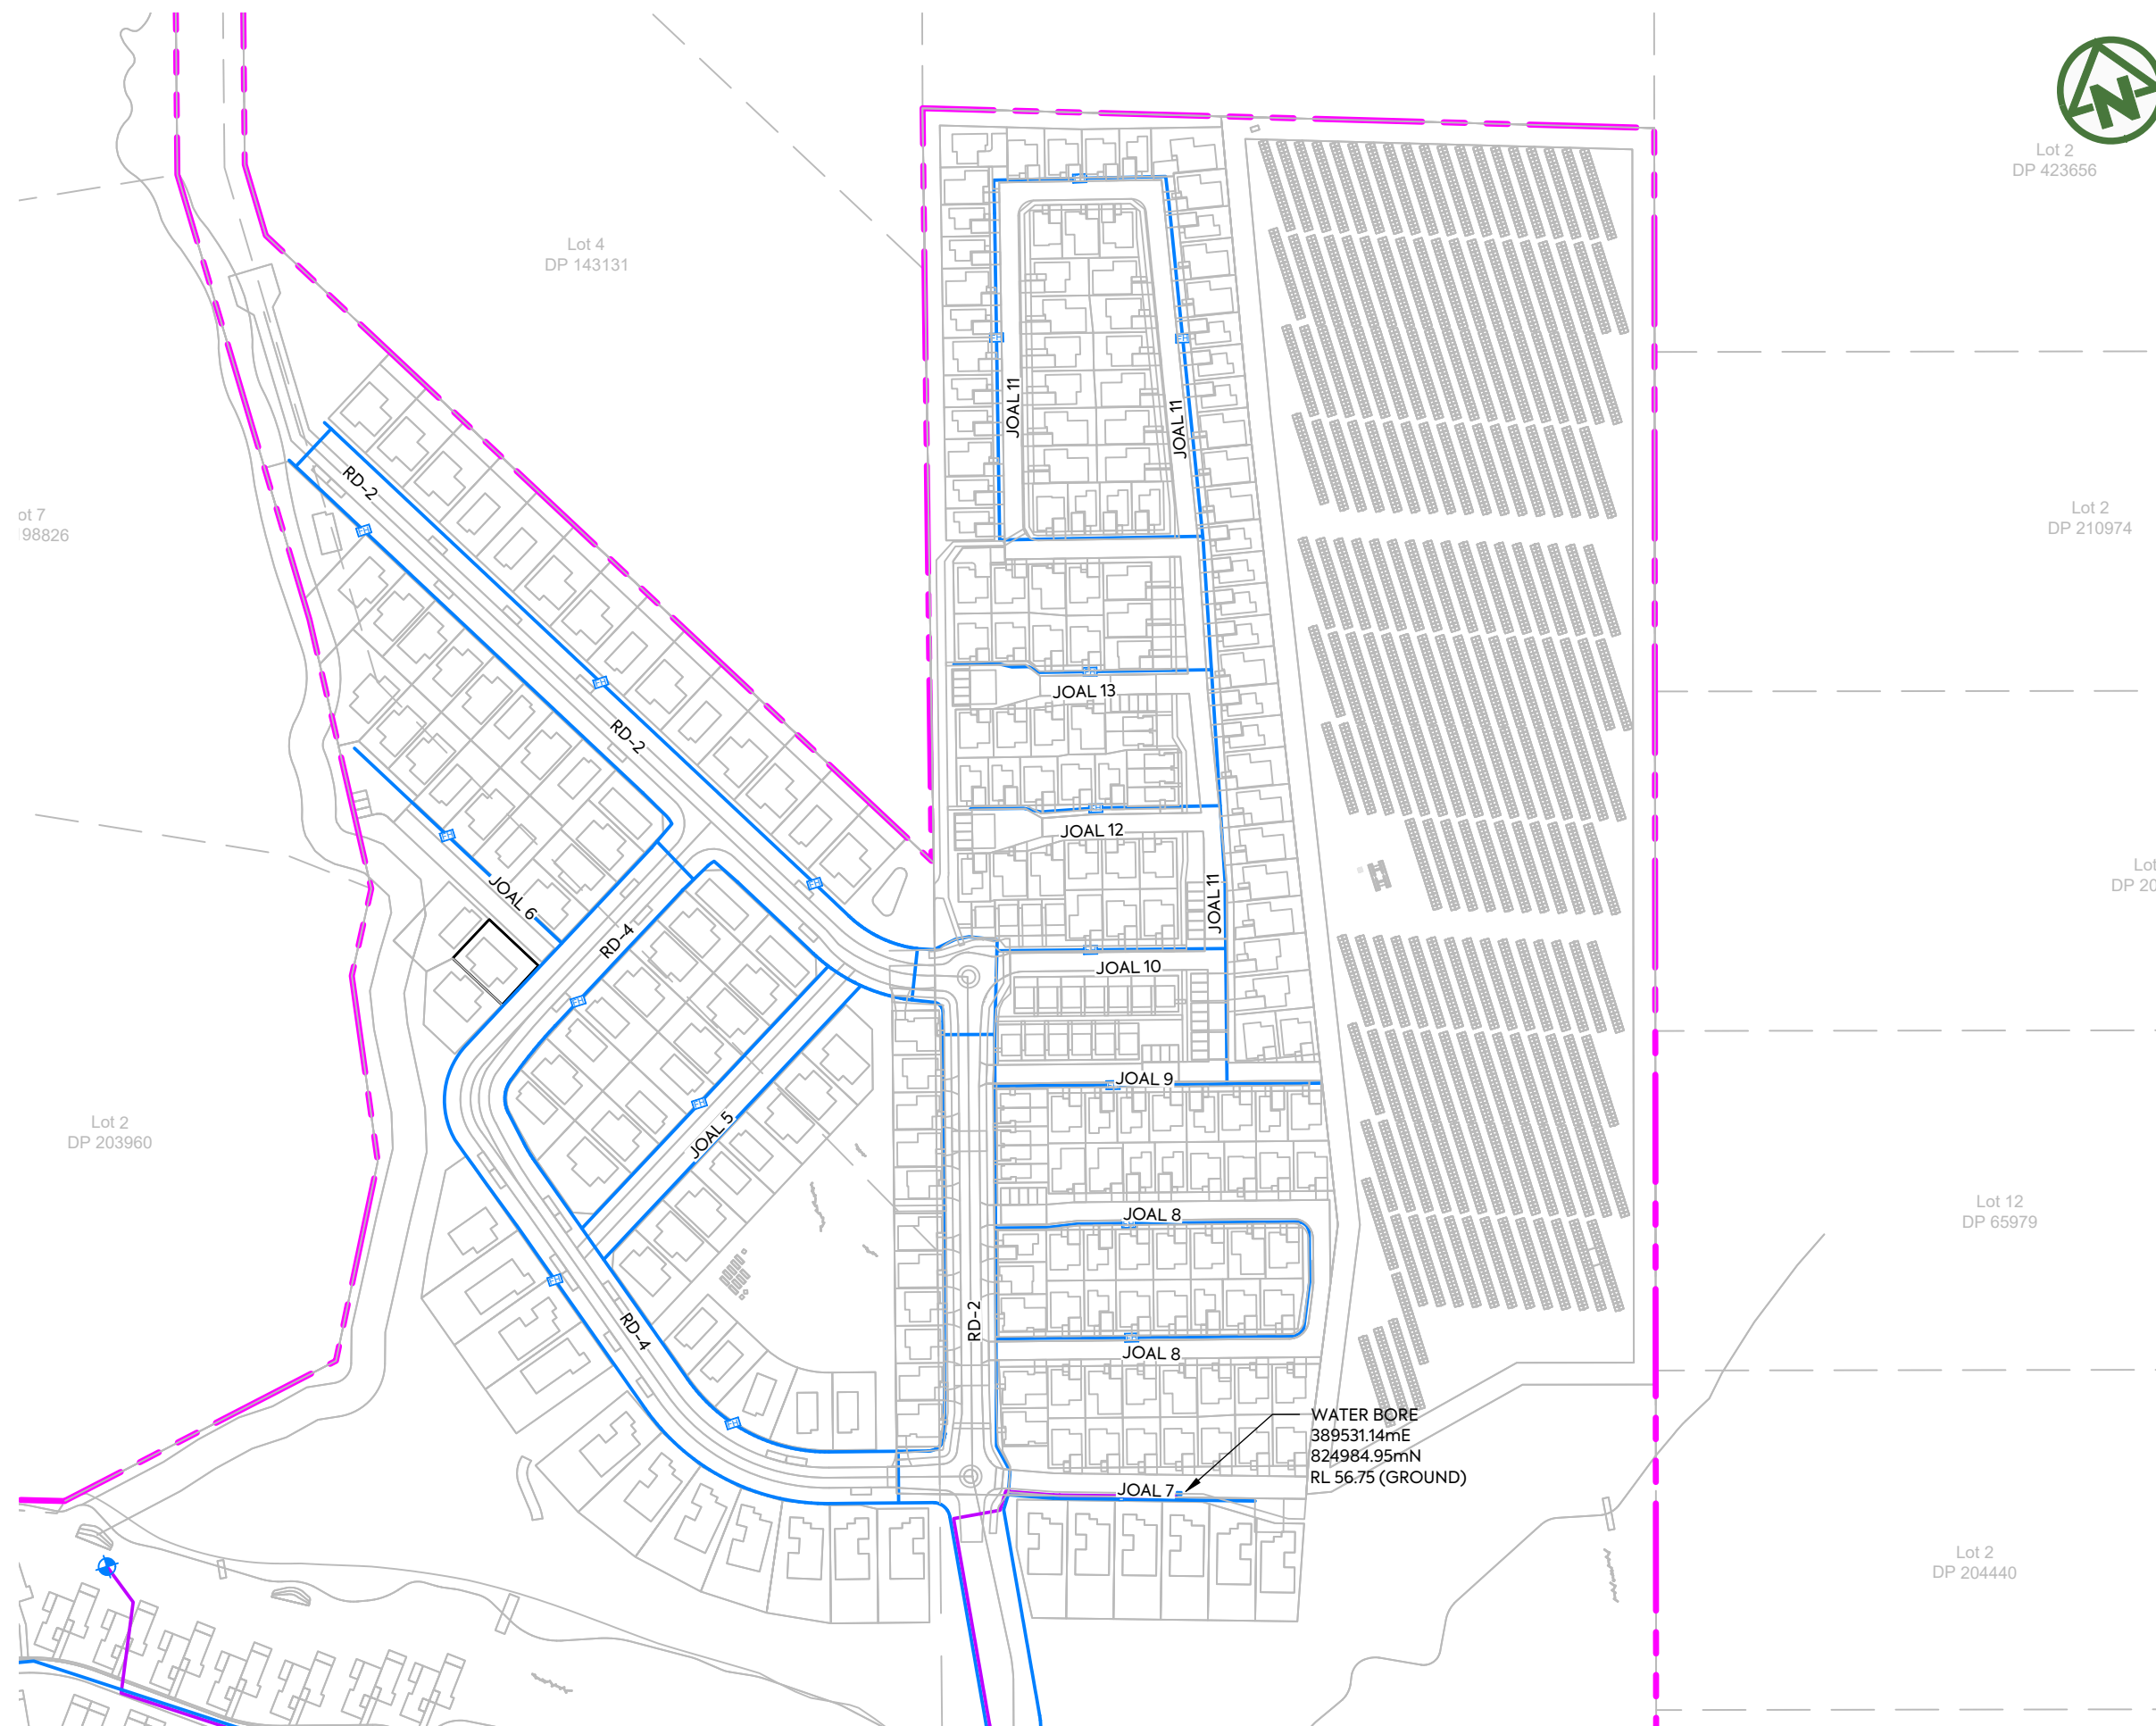 N
Lot 2
DP 423656
Lot 4
DP 143131
JOAL 11
JOAL 11
RD-2
ot 7
98826
Lot 2
DP 210974
JOAL 13
RD-2
JOAL 12
Lot
DP 20
JOAL 6
JOAL 11
RD-4
JOAL 10
JOAL 9
Lot 2
DP 203960
JOAL 5
JOAL 8
Lot 12
DP 65979
RD-4
RD-2
JOAL 8
WATER BORE
389531.14mE
824984.95mN
RL 56.75 (GROUND)
JOAL 7
Lot 2
DP 204440